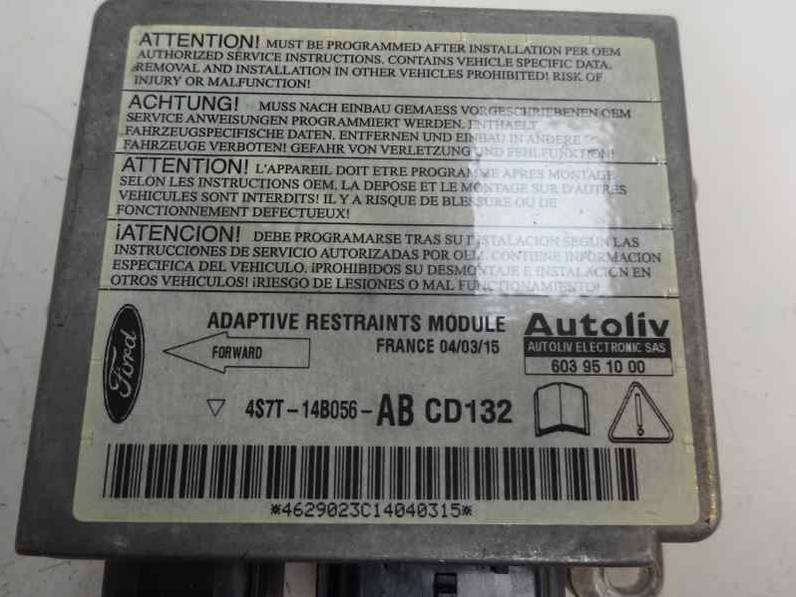 ATTENTION! MUST BE PROGRAMMED AFTER INSTALLATION PER OEM
AUTHORIZED SERVICE INSTRUCTIONS. CONTAINS VEHICLE SPECIFIC DATA.
REMOVAL AND INSTALLATION IN OTHER VEHICLES PROHIBITED! RISK OF
INJURY OR MALFUNCTION!
ACHTUNG! MUSS NACH EINBAU GEMAESS VORGESCHRIEBENEN OEM
SERVICE ANWEISUNGEN PROGRAMMIERT WERDEN. ENTHAELT
FAHRZEUGSPEZIFISCHE DATEN. ENTFERNEN UND EINBAU IN ANDERE
FAHRZEUGE VERBOTEN! GEFAHR VON VERLETZUNG UND FEHLFUNKTION!
ATTENTION! L'APPAREIL DOIT ETRE PROGRAMME APRES MONTAGE
SELON LES INSTRUCTIONS OEM. LA DEPOSE ET LE MONTAGE SUR D'AUTRES
VEHICULES SONT INTERDITS! IL Y A RISQUE DE BLESSURE OU DE
FONCTIONNEMENT DEFECTUEUX!
¡ATENCION! DEBE PROGRAMARSE TRAS SU INSTALACION SEGUN LAS
INSTRUCCIONES DE SERVICIO AUTORIZADAS POR OEM. CONTIENE INFORMACION
ESPECIFICA DEL VEHICULO. ¡PROHIBIDOS SU DESMONTAJE E INSTALACION EN
OTROS VEHICULOS! ¡RIESGO DE LESIONES O MAL FUNCTIONAMIENTO!
Ford
FORWARD
ADAPTIVE RESTRAINTS MODULE
FRANCE 04/03/15
Autoliv
AUTOLIV ELECTRONIC SAS
603 95 10 00
4S7T-14B056-AB CD132
*4629023C14040315*